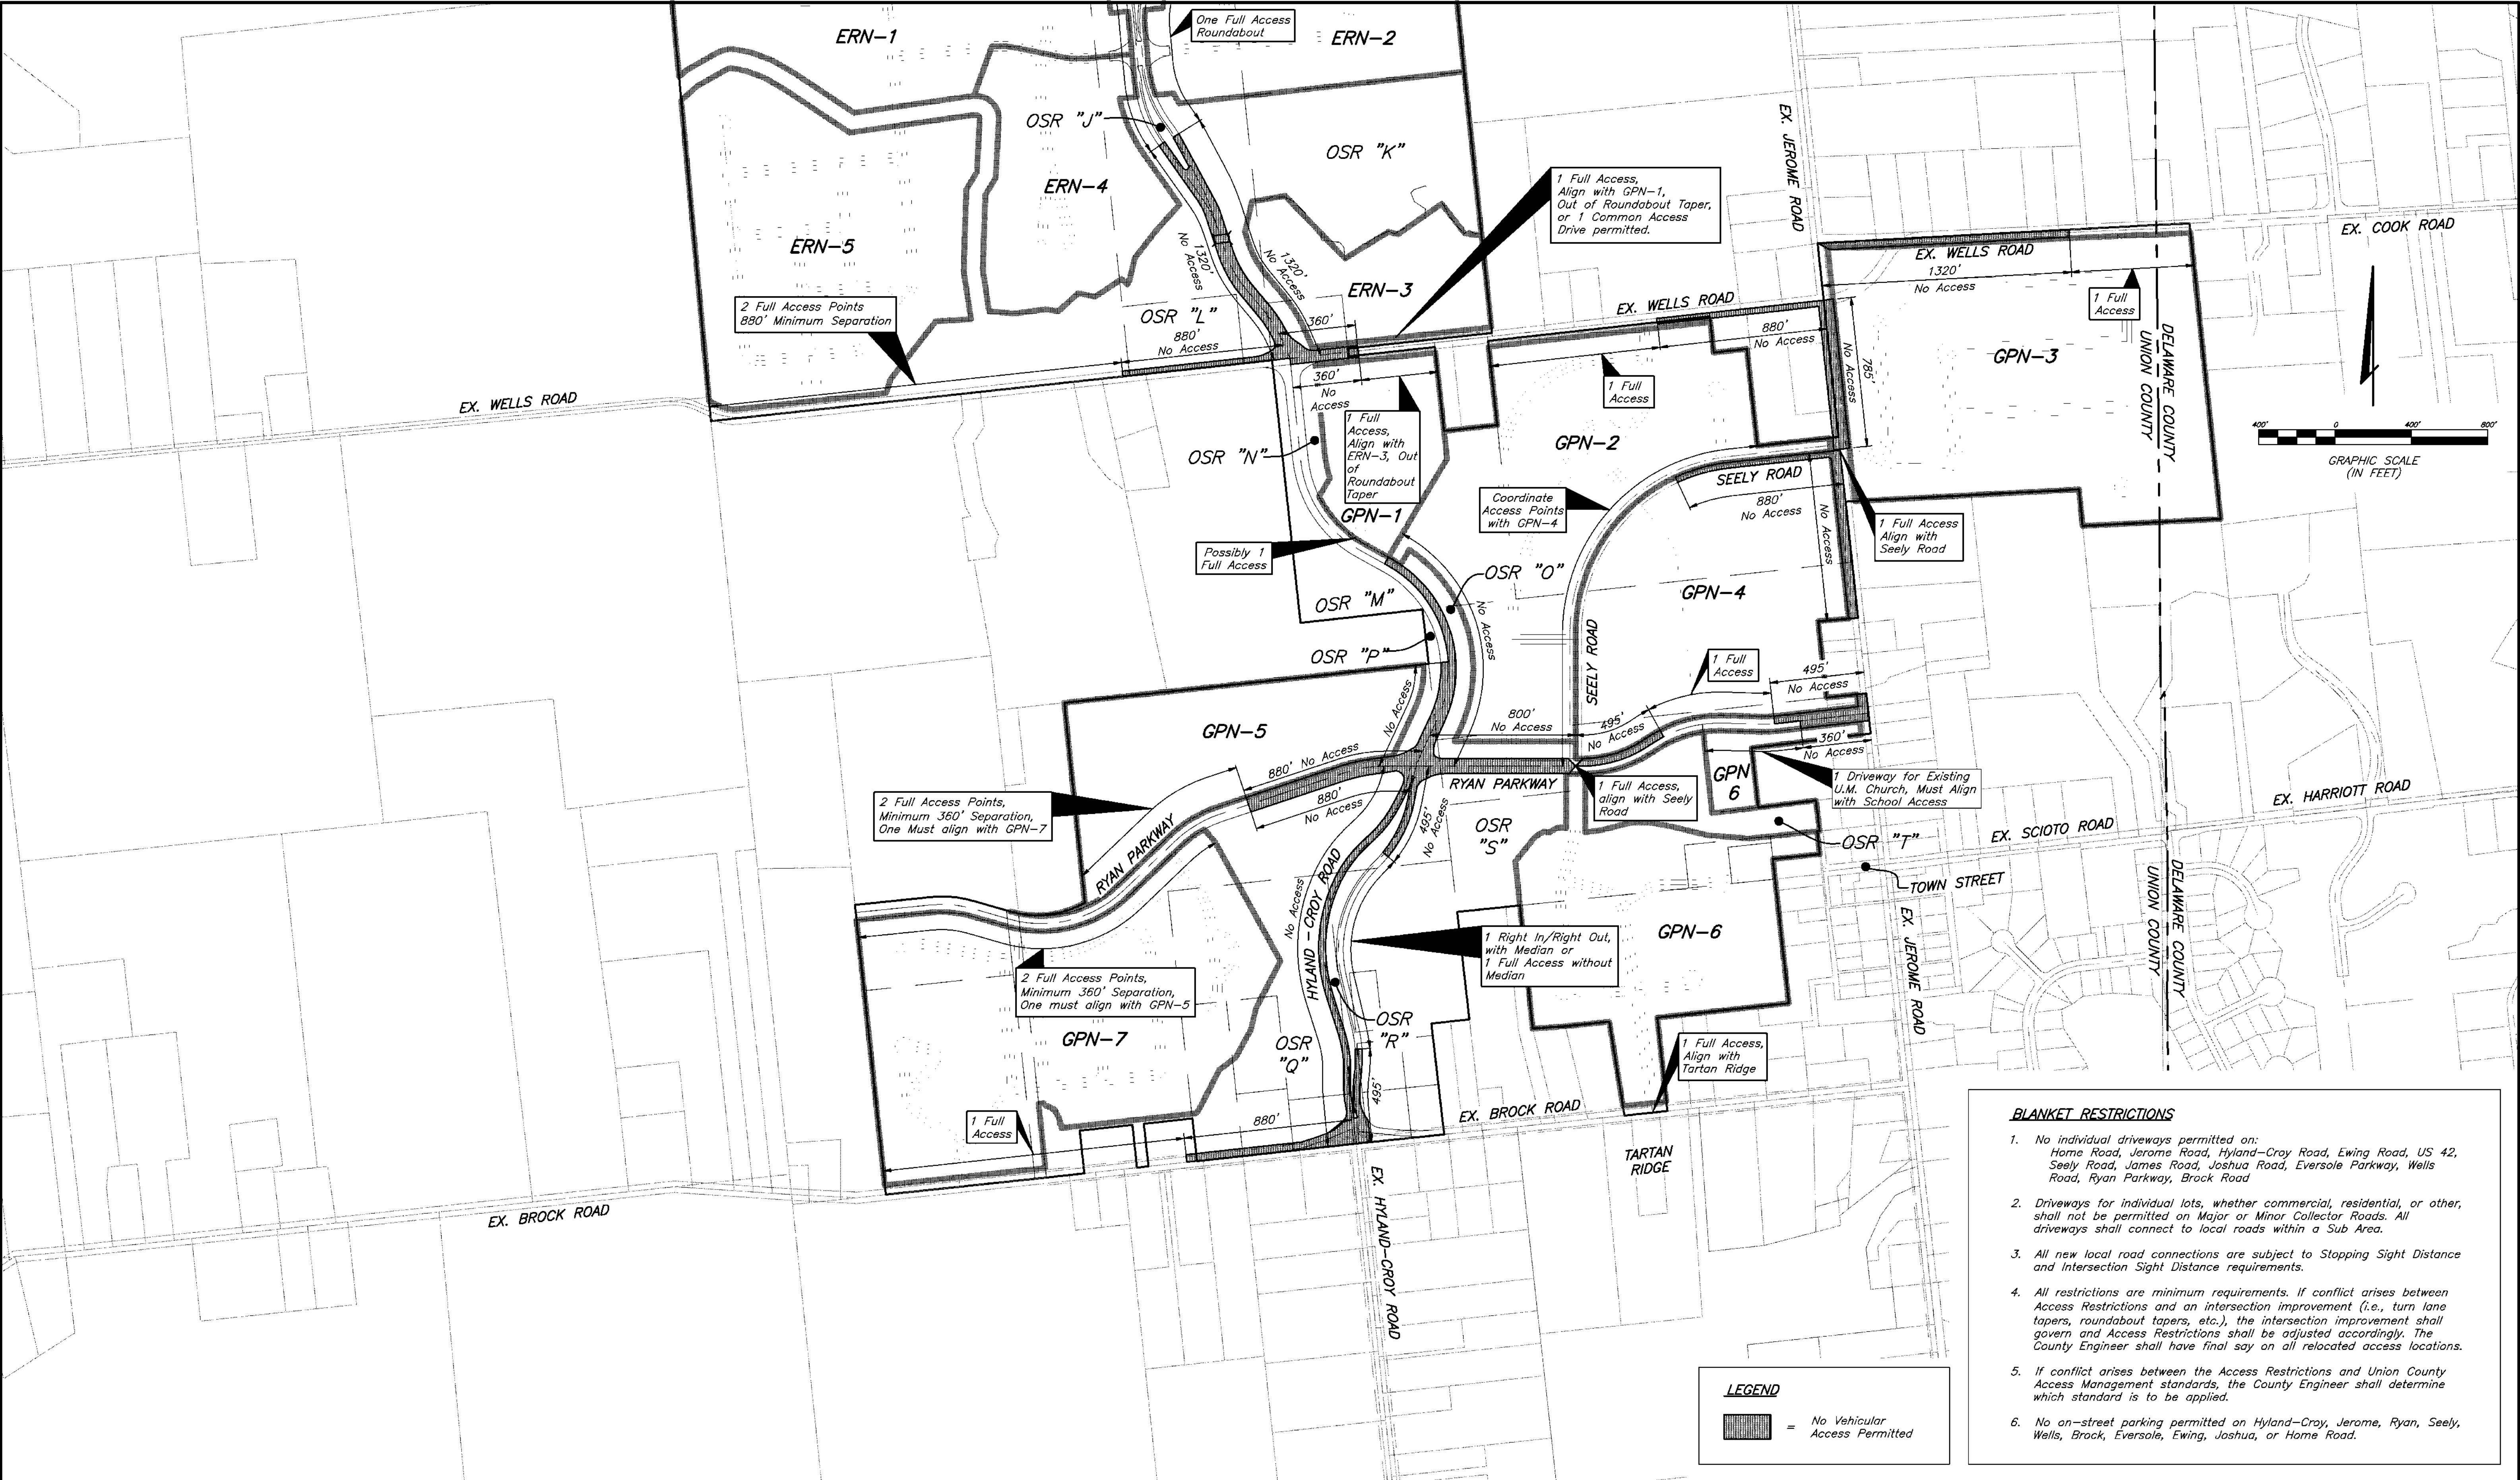 ERN-1
One Full Access
Roundabout
ERN-2
OSR "J"
OSR "K"
ERN-4
ERN-5
1320'
No Access
1320'
No Access
1 Full Access,
Align with GPN-1,
Out of Roundabout Taper,
or 1 Common Access
Drive permitted.
EX. JEROME ROAD
EX. COOK ROAD
EX. WELLS ROAD
1320'
No Access
1 Full
Access
DELAWARE COUNTY
UNION COUNTY
GPN-3
400'
0
400'
800'
GRAPHIC SCALE
(IN FEET)
2 Full Access Points
880' Minimum Separation
OSR "L"
880'
No Access
ERN-3
360'
EX. WELLS ROAD
880'
No Access
785'
No Access
EX. WELLS ROAD
360'
No
Access
1 Full
Access
1 Full
Access,
Align with
ERN-3, Out
of
Roundabout
Taper
GPN-2
OSR "N"
SEELY ROAD
880'
No Access
No Access
Coordinate
Access Points
with GPN-4
GPN-1
1 Full Access
Align with
Seely Road
Possibly 1
Full Access
OSR "O"
OSR "M"
No Access
GPN-4
OSR "P"
SEELY ROAD
1 Full
Access
495'
No Access
No Access
GPN-5
800'
No Access
495'
No Access
360'
No Access
880' No Access
880'
No Access
RYAN PARKWAY
GPN
6
1 Full Access,
align with Seely
Road
1 Driveway for Existing
U.M. Church, Must Align
with School Access
EX. HARRIOTT ROAD
2 Full Access Points,
Minimum 360' Separation,
One Must align with GPN-7
RYAN PARKWAY
495'
No Access
OSR
"S"
EX. SCIOTO ROAD
OSR "T"
TOWN STREET
HYLAND-CROY ROAD
No Access
DELAWARE COUNTY
UNION COUNTY
EX. JEROME ROAD
1 Right In/Right Out,
with Median or
1 Full Access without
Median
GPN-6
2 Full Access Points,
Minimum 360' Separation,
One must align with GPN-5
GPN-7
OSR
"Q"
OSR
"R"
1 Full Access,
Align with
Tartan Ridge
495'
880'
1 Full
Access
EX. BROCK ROAD
TARTAN
RIDGE
EX. BROCK ROAD
EX. HYLAND-CROY ROAD
BLANKET RESTRICTIONS
1. No individual driveways permitted on:
Home Road, Jerome Road, Hyland-Croy Road, Ewing Road, US 42,
Seely Road, James Road, Joshua Road, Eversole Parkway, Wells
Road, Ryan Parkway, Brock Road
2. Driveways for individual lots, whether commercial, residential, or other,
shall not be permitted on Major or Minor Collector Roads. All
driveways shall connect to local roads within a Sub Area.
3. All new local road connections are subject to Stopping Sight Distance
and Intersection Sight Distance requirements.
4. All restrictions are minimum requirements. If conflict arises between
Access Restrictions and an intersection improvement (i.e., turn lane
tapers, roundabout tapers, etc.), the intersection improvement shall
govern and Access Restrictions shall be adjusted accordingly. The
County Engineer shall have final say on all relocated access locations.
5. If conflict arises between the Access Restrictions and Union County
Access Management standards, the County Engineer shall determine
which standard is to be applied.
6. No on-street parking permitted on Hyland-Croy, Jerome, Ryan, Seely,
Wells, Brock, Eversole, Ewing, Joshua, or Home Road.
LEGEND
= No Vehicular
Access Permitted